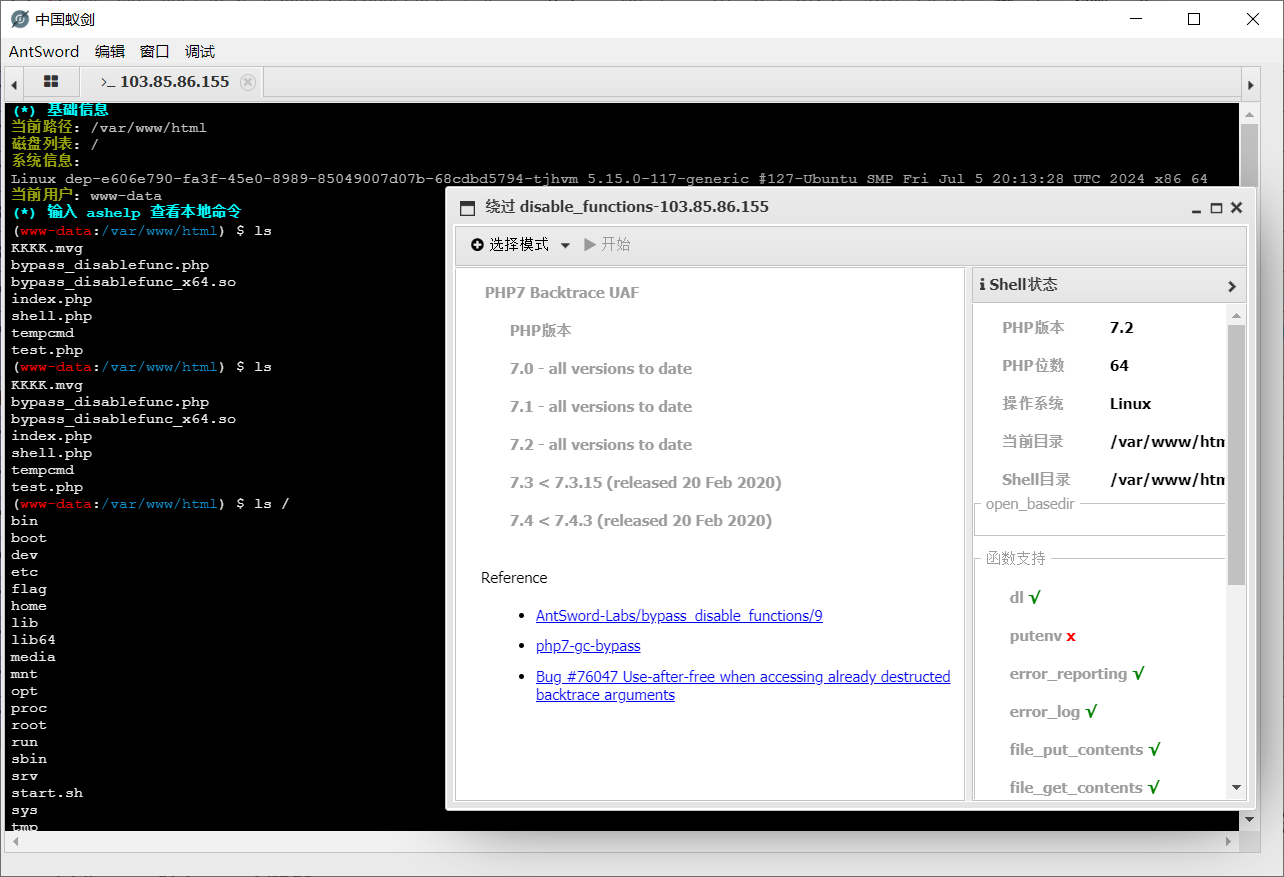 中国蚁剑
AntSword 编辑 窗口 调试
>_ 103.85.86.155
(*) 基础信息
当前路径: /var/www/html
磁盘列表: /
系统信息:
Linux dep-e606e790-fa3f-45e0-8989-85049007d07b-68cdbd5794-tjhvm 5.15.0-117-generic #127-Ubuntu SMP Fri Jul 5 20:13:28 UTC 2024 x86_64
当前用户: www-data
(*) 输入 ashelp 查看本地命令
(www-data:/var/www/html) $ ls
KKKK.mvg
bypass_disablefunc.php
bypass_disablefunc_x64.so
index.php
shell.php
tempcmd
test.php
(www-data:/var/www/html) $ ls
KKKK.mvg
bypass_disablefunc.php
bypass_disablefunc_x64.so
index.php
shell.php
tempcmd
test.php
(www-data:/var/www/html) $ ls /
bin
boot
dev
etc
flag
home
lib
lib64
media
mnt
opt
proc
root
run
sbin
srv
start.sh
sys
tmp
绕过 disable_functions-103.85.86.155
选择模式 开始
PHP7 Backtrace UAF
PHP版本
7.0 - all versions to date
7.1 - all versions to date
7.2 - all versions to date
7.3 < 7.3.15 (released 20 Feb 2020)
7.4 < 7.4.3 (released 20 Feb 2020)
Reference
AntSword-Labs/bypass_disable_functions/9
php7-gc-bypass
Bug #76047 Use-after-free when accessing already destructed
backtrace arguments
Shell状态
PHP版本 7.2
PHP位数 64
操作系统 Linux
当前目录 /var/www/htm
Shell目录 /var/www/htm
open_basedir
函数支持
dl √
putenv x
error_reporting √
error_log √
file_put_contents √
file_get_contents √